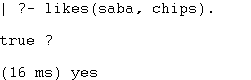 | ?- likes(saba, chips).
true ?
(16 ms) yes